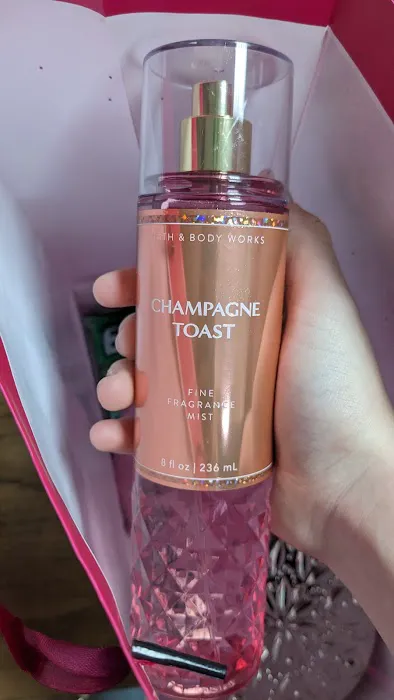 BATH & BODY WORKS
CHAMPAGNE
TOAST
FINE
FRAGRANCE
MIST
8 fl oz | 236 mL